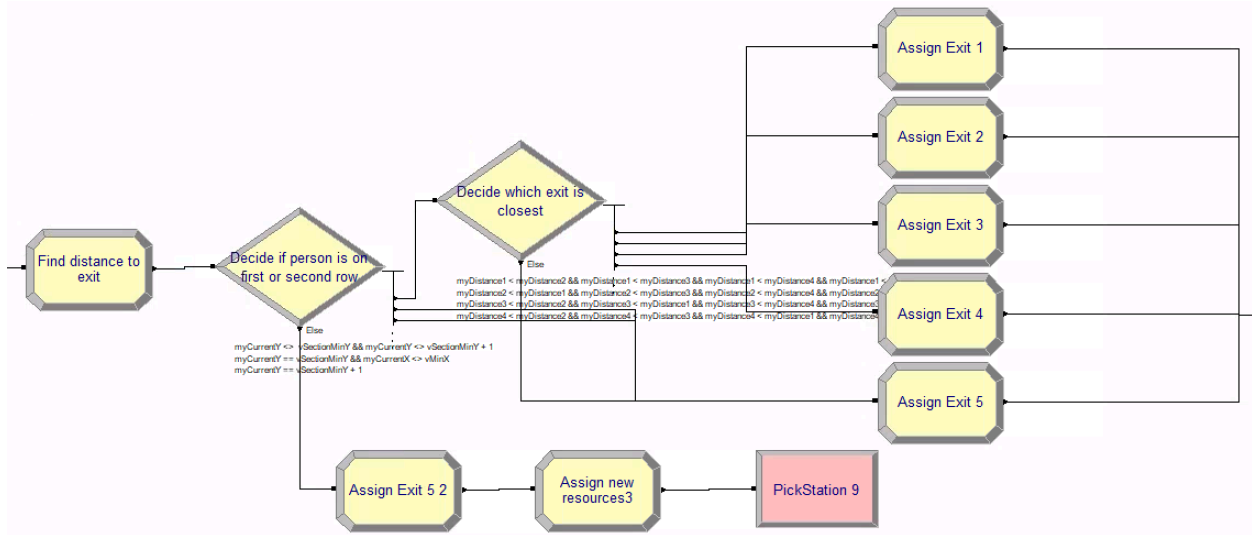 Assign Exit 1
Assign Exit 2
Decide which exit is
closest
Assign Exit 3
Find distance to
exit
Decide if person is on
first or second row
Else
myDistance1 < myDistance2 && myDistance1 < myDistance3 && myDistance1 < myDistance4 && myDistance1 <
myDistance2 < myDistance1 && myDistance2 < myDistance3 && myDistance2 < myDistance4 && myDistance2
myDistance3 < myDistance2 && myDistance3 < myDistance1 && myDistance3 < myDistance4 && myDistance3
myDistance4 < myDistance2 && myDistance4 < myDistance3 && myDistance4 < myDistance1 && myDistance4
Assign Exit 4
Else
myCurrentY <> vSectionMinY && myCurrentY <> vSectionMinY + 1
myCurrentY == vSectionMinY && myCurrentX <> vMinX
myCurrentY == vSectionMinY + 1
Assign Exit 5
Assign Exit 5 2
Assign new
resources3
PickStation 9